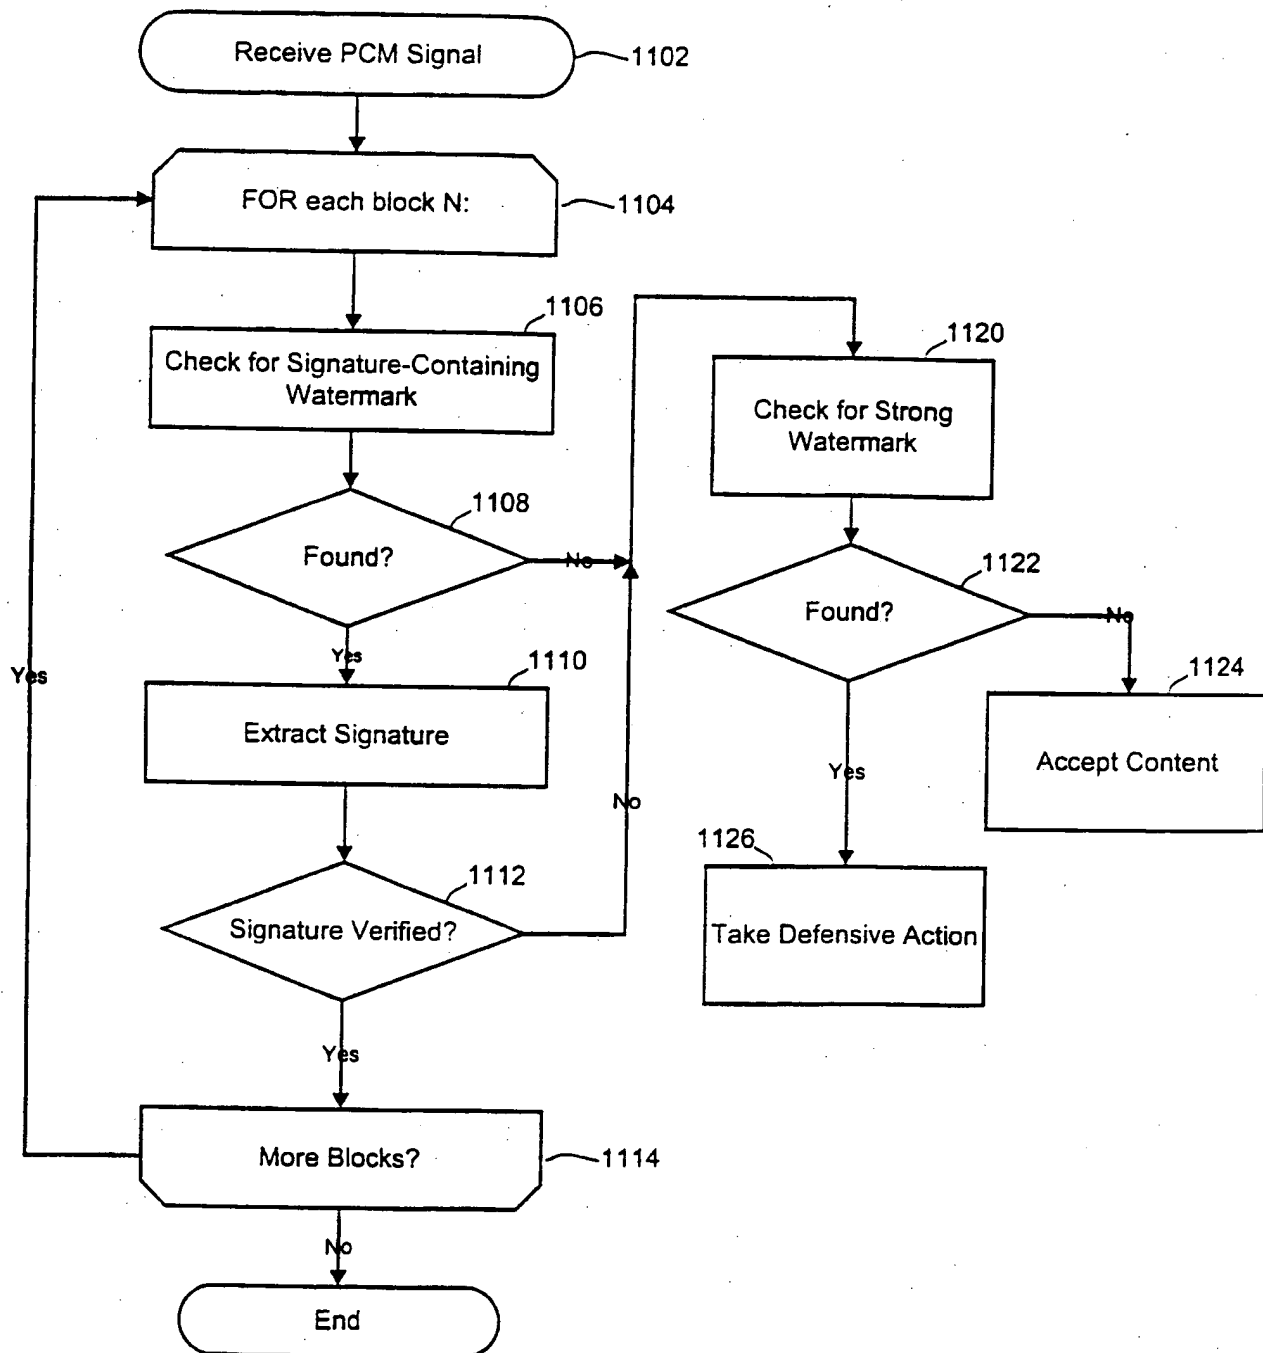 Receive PCM Signal
1102
FOR each block N:
1104
1106
Check for Signature-Containing
Watermark
1108
Found?
No
Yes
1110
Extract Signature
1112
Signature Verified?
No
Yes
More Blocks?
1114
Yes
No
End
1120
Check for Strong
Watermark
1122
Found?
No
1124
Accept Content
Yes
1126
Take Defensive Action